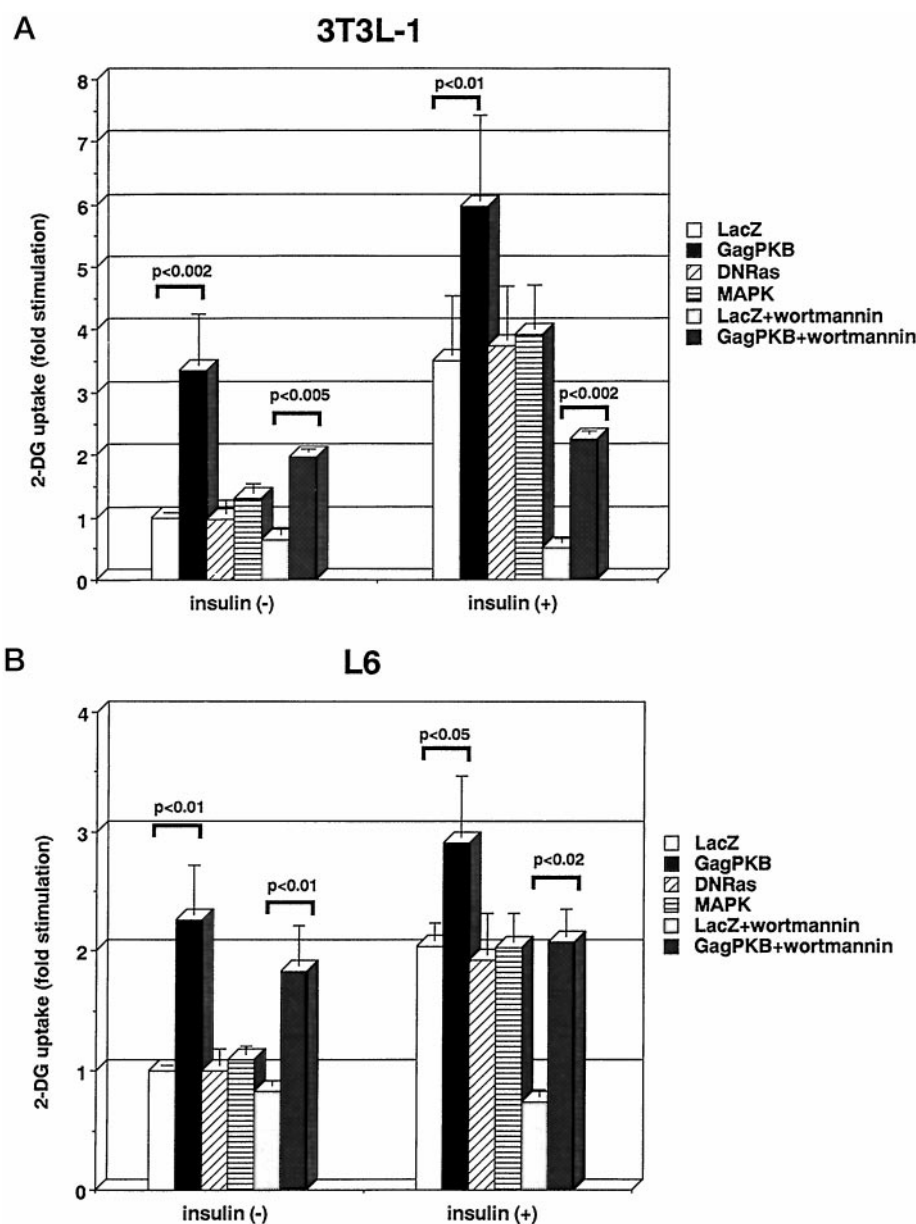 A
3T3L-1
8
7
6
5
4
3
2
1
0
2-DG uptake (fold stimulation)
p<0.002
p<0.005
p<0.01
p<0.002
insulin (-)
insulin (+)
LacZ
GagPKB
DNRas
MAPK
LacZ+wortmannin
GagPKB+wortmannin
B
L6
4
3
2
1
0
2-DG uptake (fold stimulation)
p<0.01
p<0.01
p<0.05
p<0.02
insulin (-)
insulin (+)
LacZ
GagPKB
DNRas
MAPK
LacZ+wortmannin
GagPKB+wortmannin